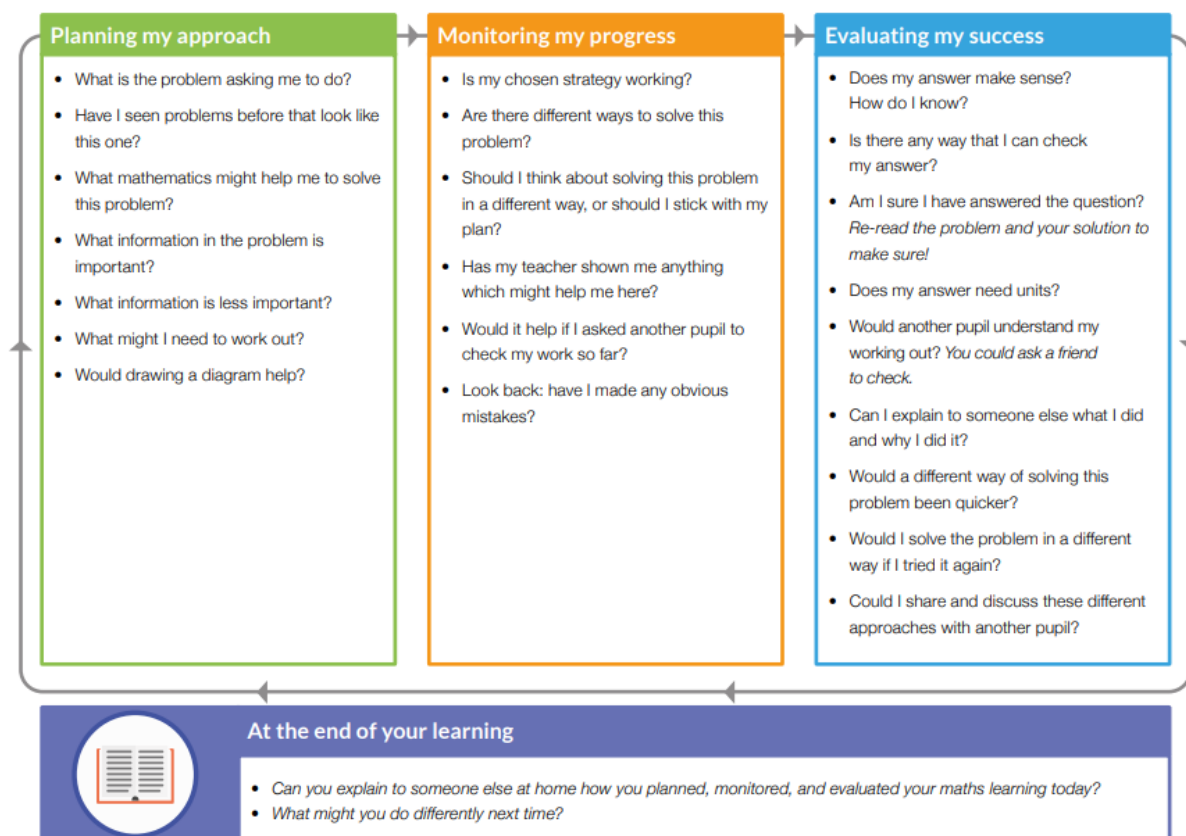 Planning my approach
• What is the problem asking me to do?
• Have I seen problems before that look like
this one?
• What mathematics might help me to solve
this problem?
• What information in the problem is
important?
• What information is less important?
• What might I need to work out?
• Would drawing a diagram help?
Monitoring my progress
• Is my chosen strategy working?
• Are there different ways to solve this
problem?
• Should I think about solving this problem
in a different way, or should I stick with my
plan?
• Has my teacher shown me anything
which might help me here?
• Would it help if I asked another pupil to
check my work so far?
• Look back: have I made any obvious
mistakes?
Evaluating my success
• Does my answer make sense?
How do I know?
• Is there any way that I can check
my answer?
• Am I sure I have answered the question?
Re-read the problem and your solution to
make sure!
• Does my answer need units?
• Would another pupil understand my
working out? You could ask a friend
to check.
• Can I explain to someone else what I did
and why I did it?
• Would a different way of solving this
problem been quicker?
• Would I solve the problem in a different
way if I tried it again?
• Could I share and discuss these different
approaches with another pupil?
At the end of your learning
• Can you explain to someone else at home how you planned, monitored, and evaluated your maths learning today?
• What might you do differently next time?